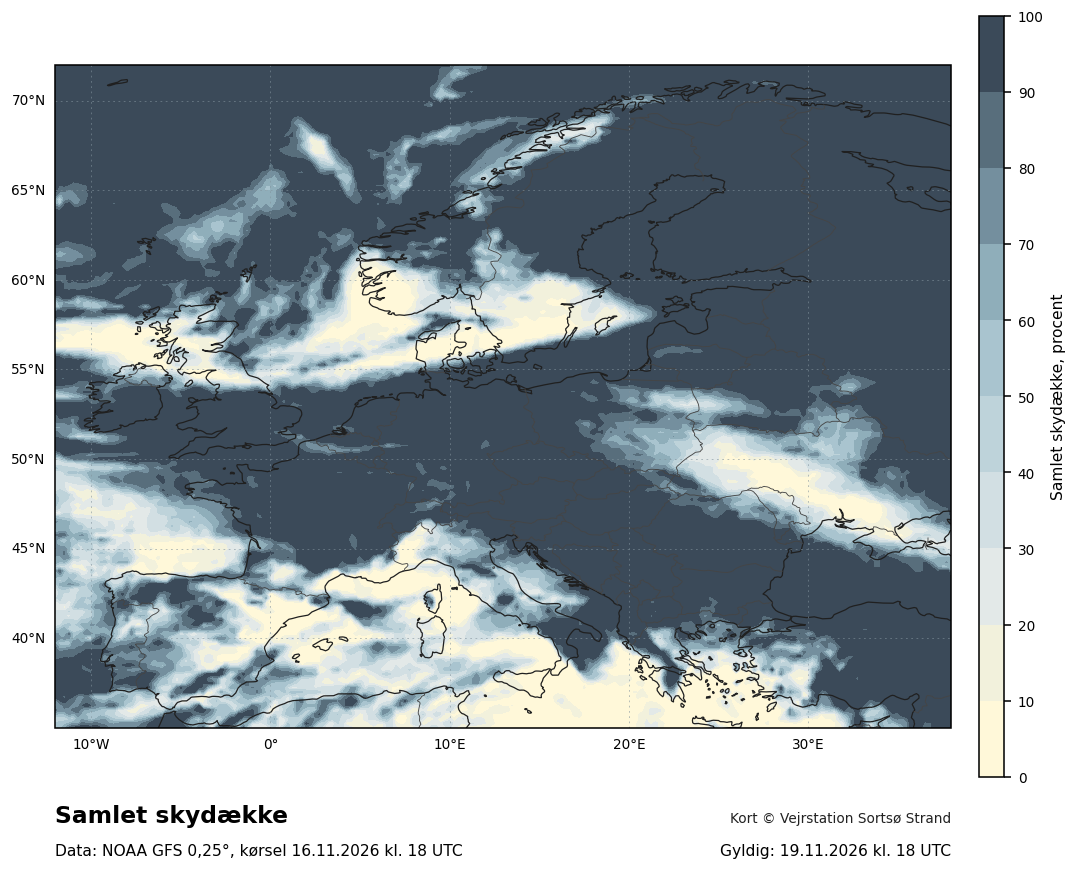 70°N
65°N
60°N
55°N
50°N
45°N
40°N
10°W
0°
10°E
20°E
30°E
100
90
80
70
60
50
40
30
20
10
0
Samlet skydække, procent
Samlet skydække
Kort © Vejrstation Sortsø Strand
Data: NOAA GFS 0,25°, kørsel 16.11.2026 kl. 18 UTC
Gyldig: 19.11.2026 kl. 18 UTC